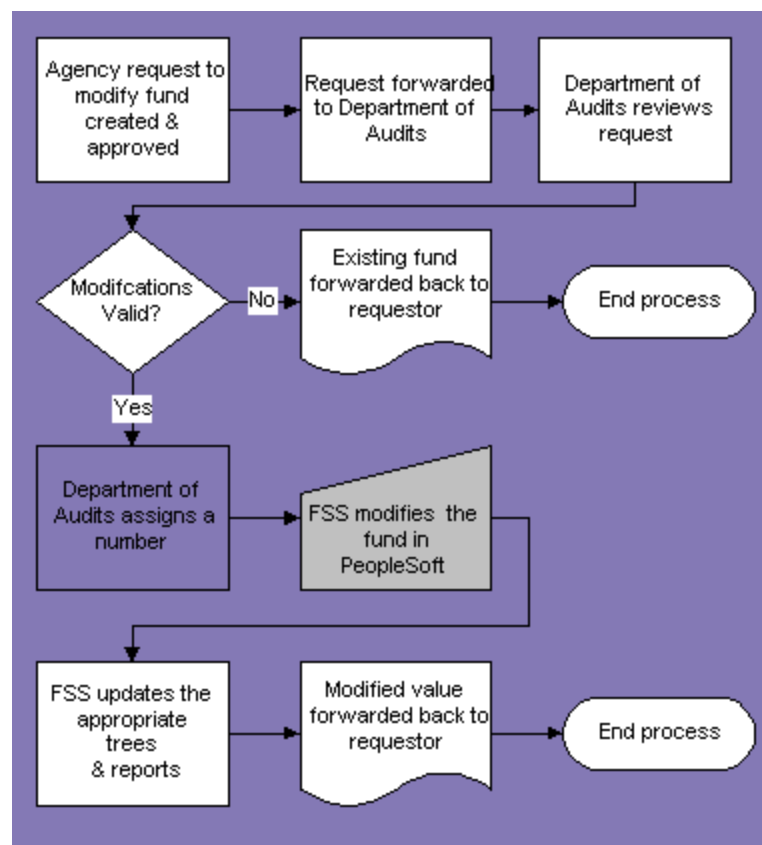 Agency request to
modify fund
created &
approved
Request forwarded
to Department of
Audits
Department of
Audits reviews
request
Modifcations
Valid?
No
Existing fund
forwarded back to
requestor
End process
Yes
Department of
Audits assigns a
number
FSS modifies the
fund in
PeopleSoft
FSS updates the
appropriate
trees
& reports
Modified value
forwarded back to
requestor
End process